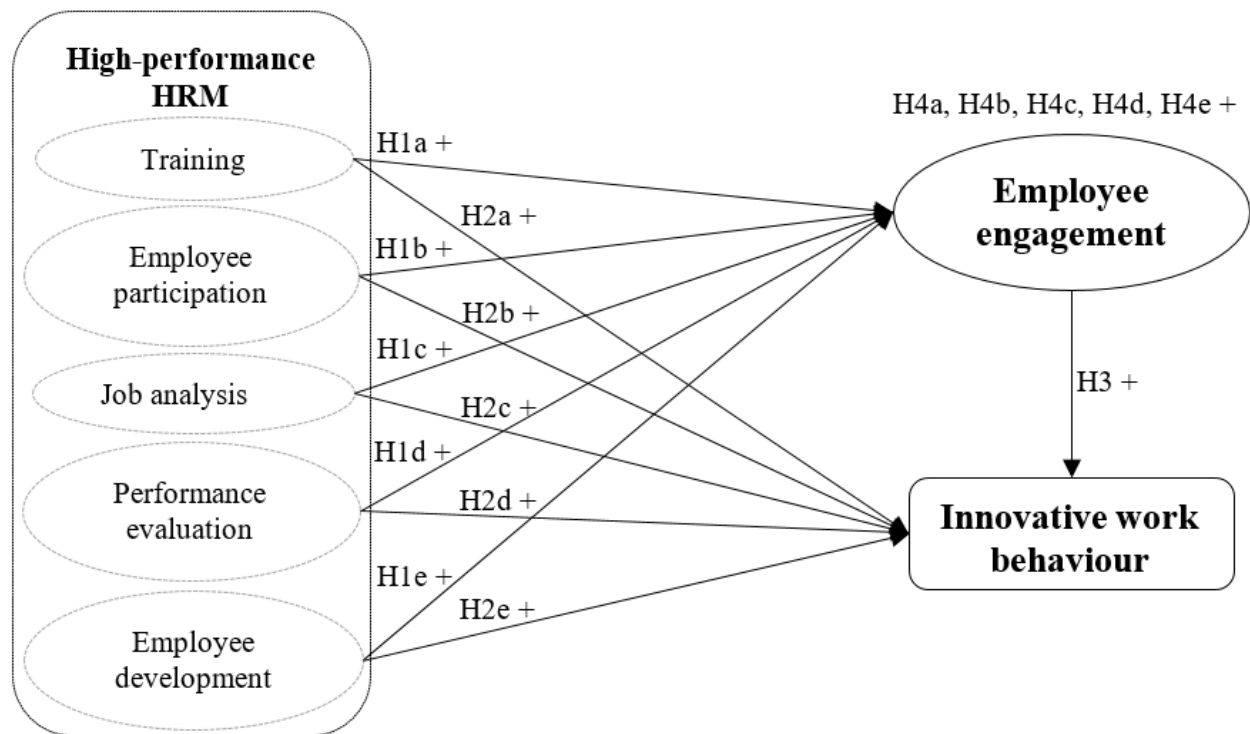 High-performance
HRM
Training
Employee
participation
Job analysis
Performance
evaluation
Employee
development
H1a +
H2a +
H1b +
H2b +
H1c +
H2c +
H1d +
H2d +
H1e +
H2e +
H4a, H4b, H4c, H4d, H4e +
Employee
engagement
H3 +
Innovative work
behaviour